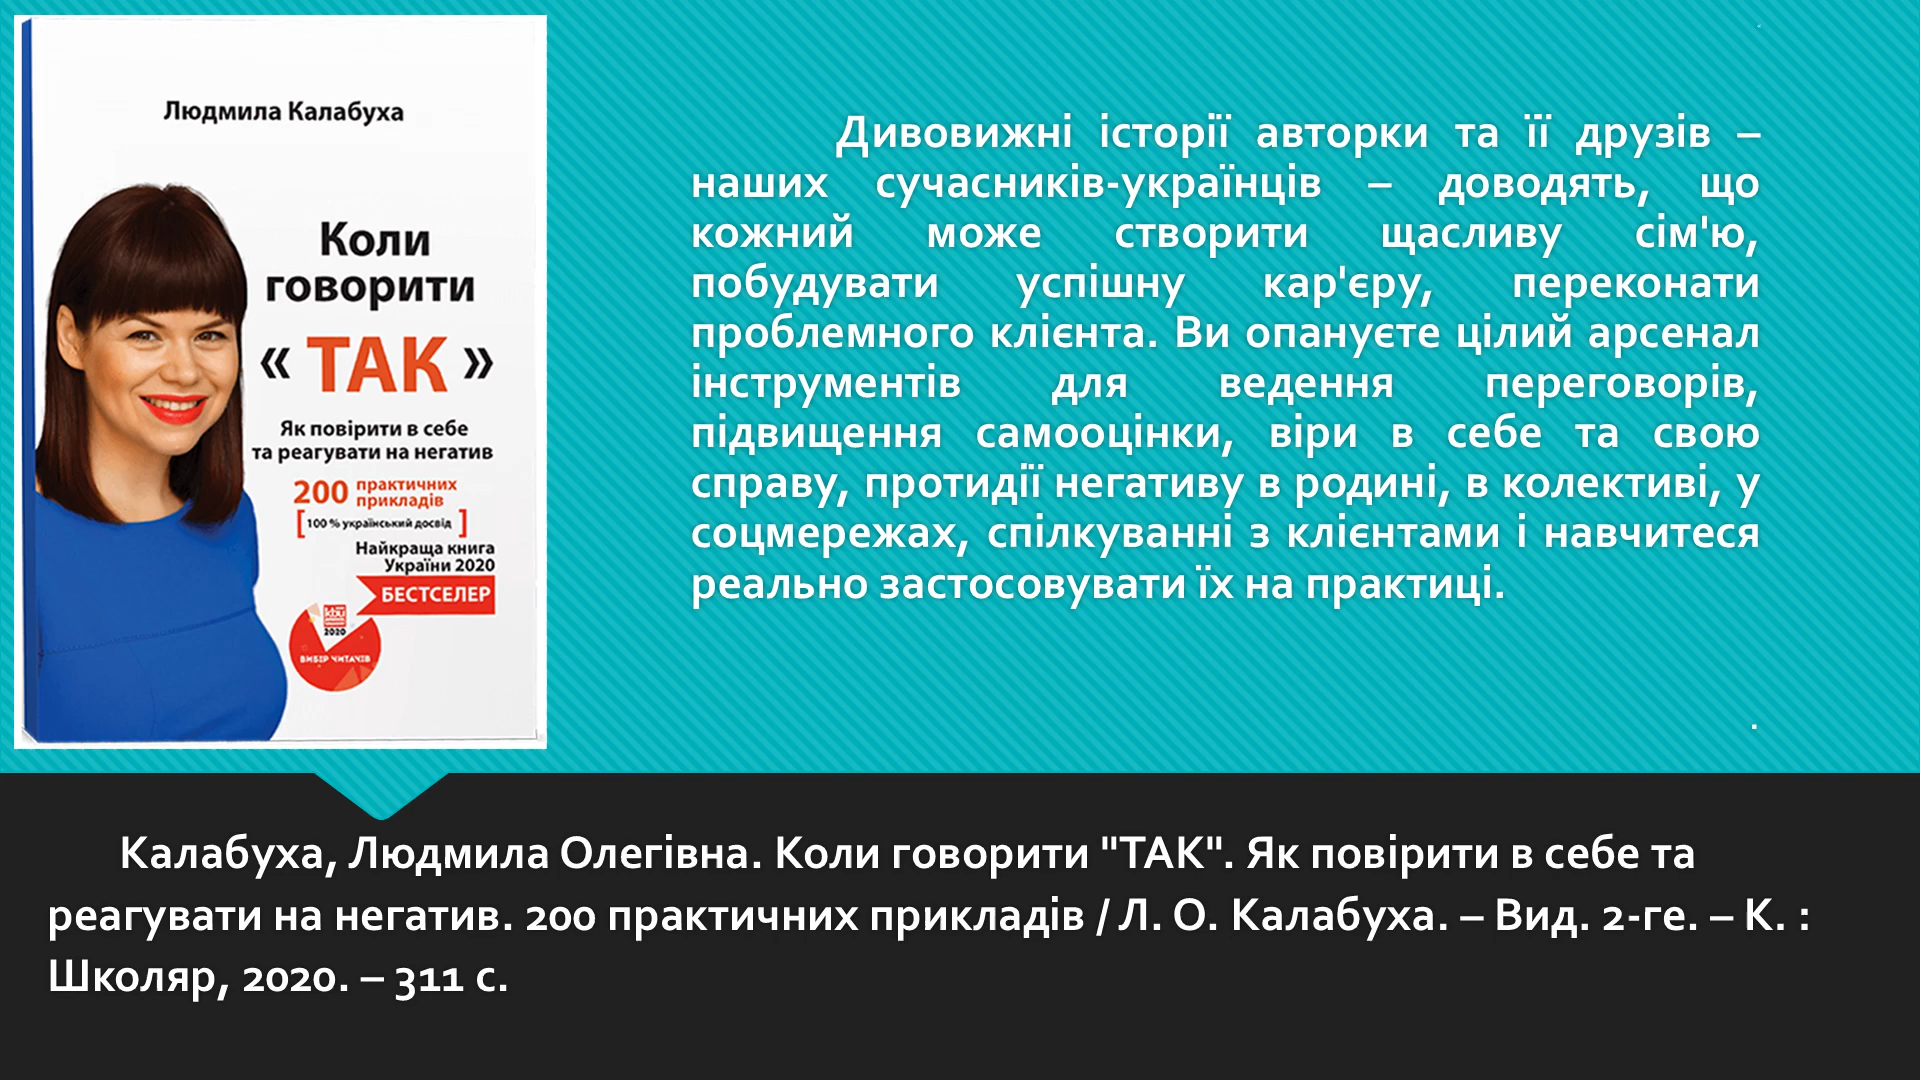 Людмила Калабуха
Коли
говорити
« ТАК »
Як повірити в себе
та реагувати на негатив
200 практичних
прикладів
[ 100 % український досвід ]
Найкраща книга
України 2020
БЕСТСЕЛЕР
kbu
2020
ВИБІР ЧИТАЧІВ
Дивовижні історії авторки та її друзів –
наших сучасників-українців – доводять, що
кожний може створити щасливу сім'ю,
побудувати успішну кар'єру, переконати
проблемного клієнта. Ви опануєте цілий арсенал
інструментів для ведення переговорів,
підвищення самооцінки, віри в себе та свою
справу, протидії негативу в родині, в колективі, у
соцмережах, спілкуванні з клієнтами і навчитеся
реально застосовувати їх на практиці.
.
Калабуха, Людмила Олегівна. Коли говорити "ТАК". Як повірити в себе та
реагувати на негатив. 200 практичних прикладів / Л. О. Калабуха. – Вид. 2-ге. – К. :
Школяр, 2020. – 311 с.